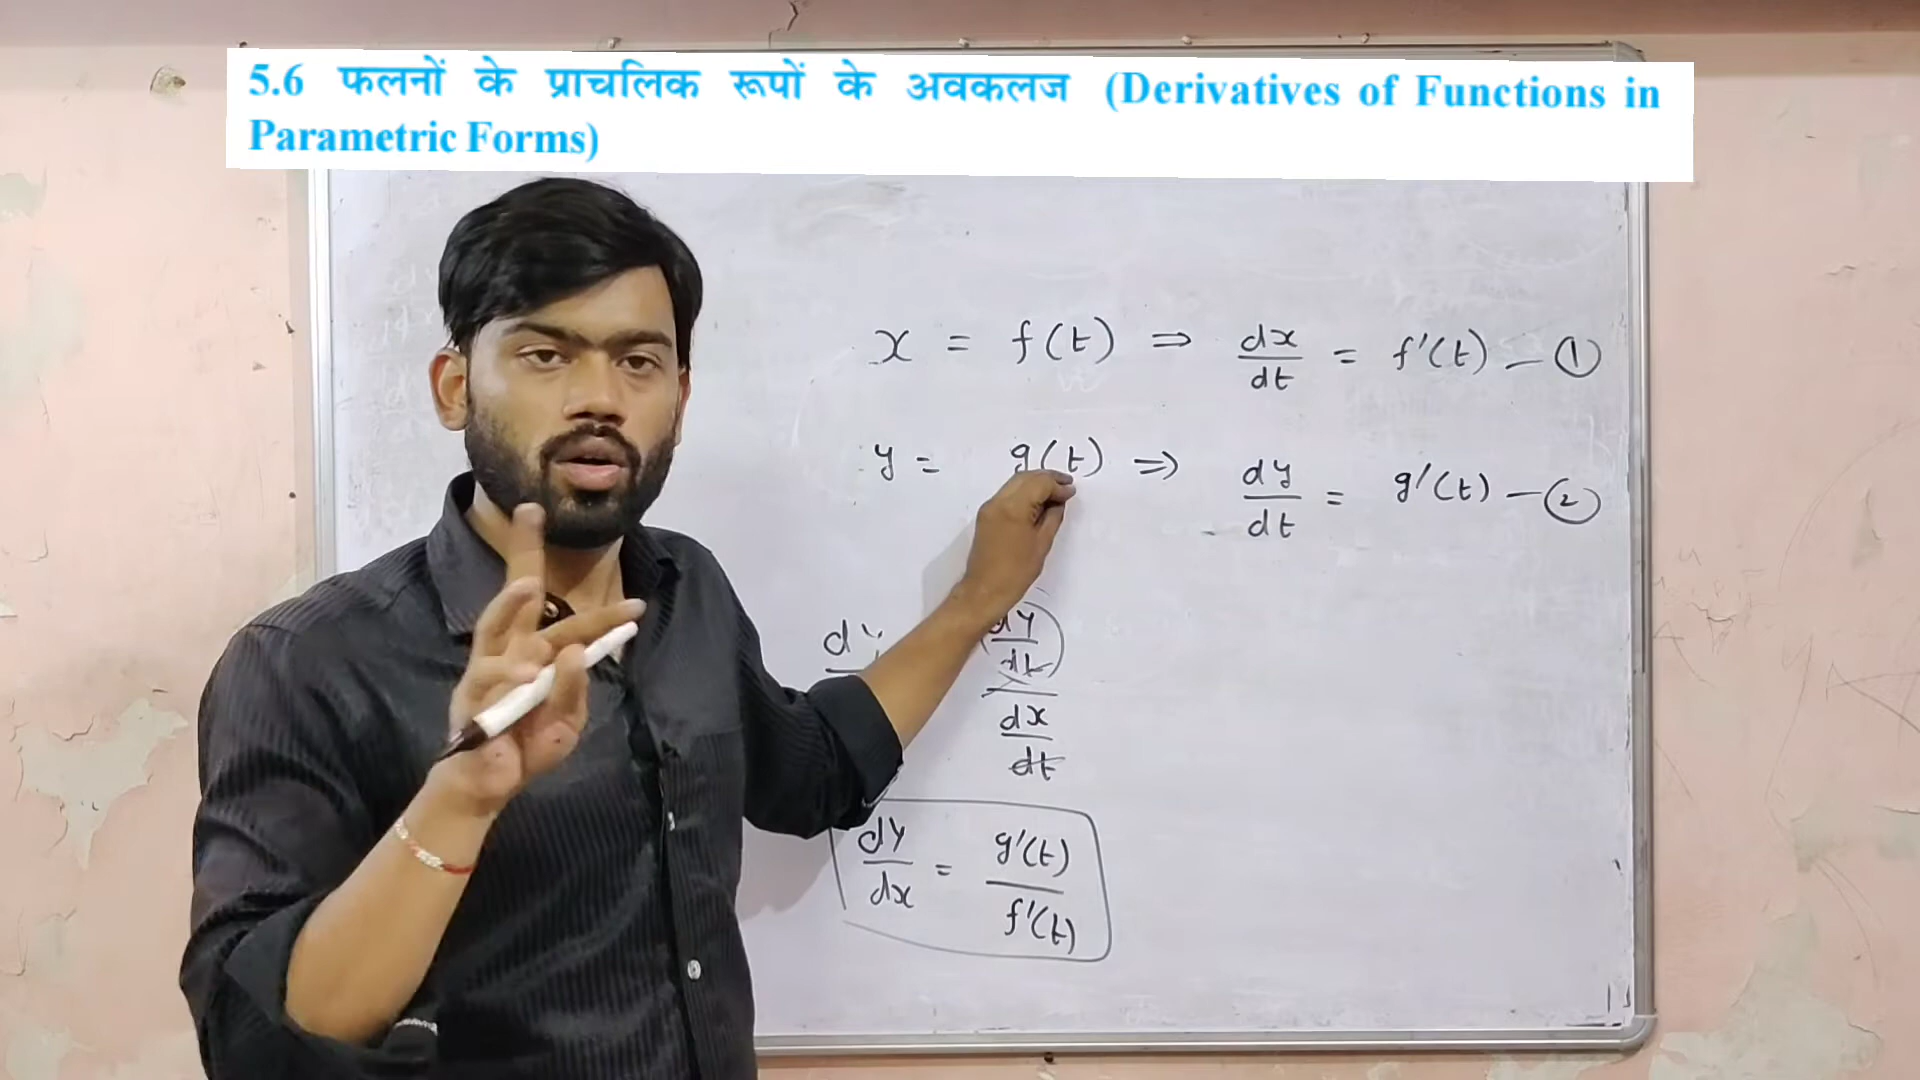 5.6 फलनों के प्राचलिक रूपों के अवकलज (Derivatives of Functions in
Parametric Forms)
x = f(t) ⇒ dx/dt = f'(t) — ①
y = g(t) ⇒ dy/dt = g'(t) — ②
dy/dt
dx/dt
dy/dx = g'(t)/f'(t)